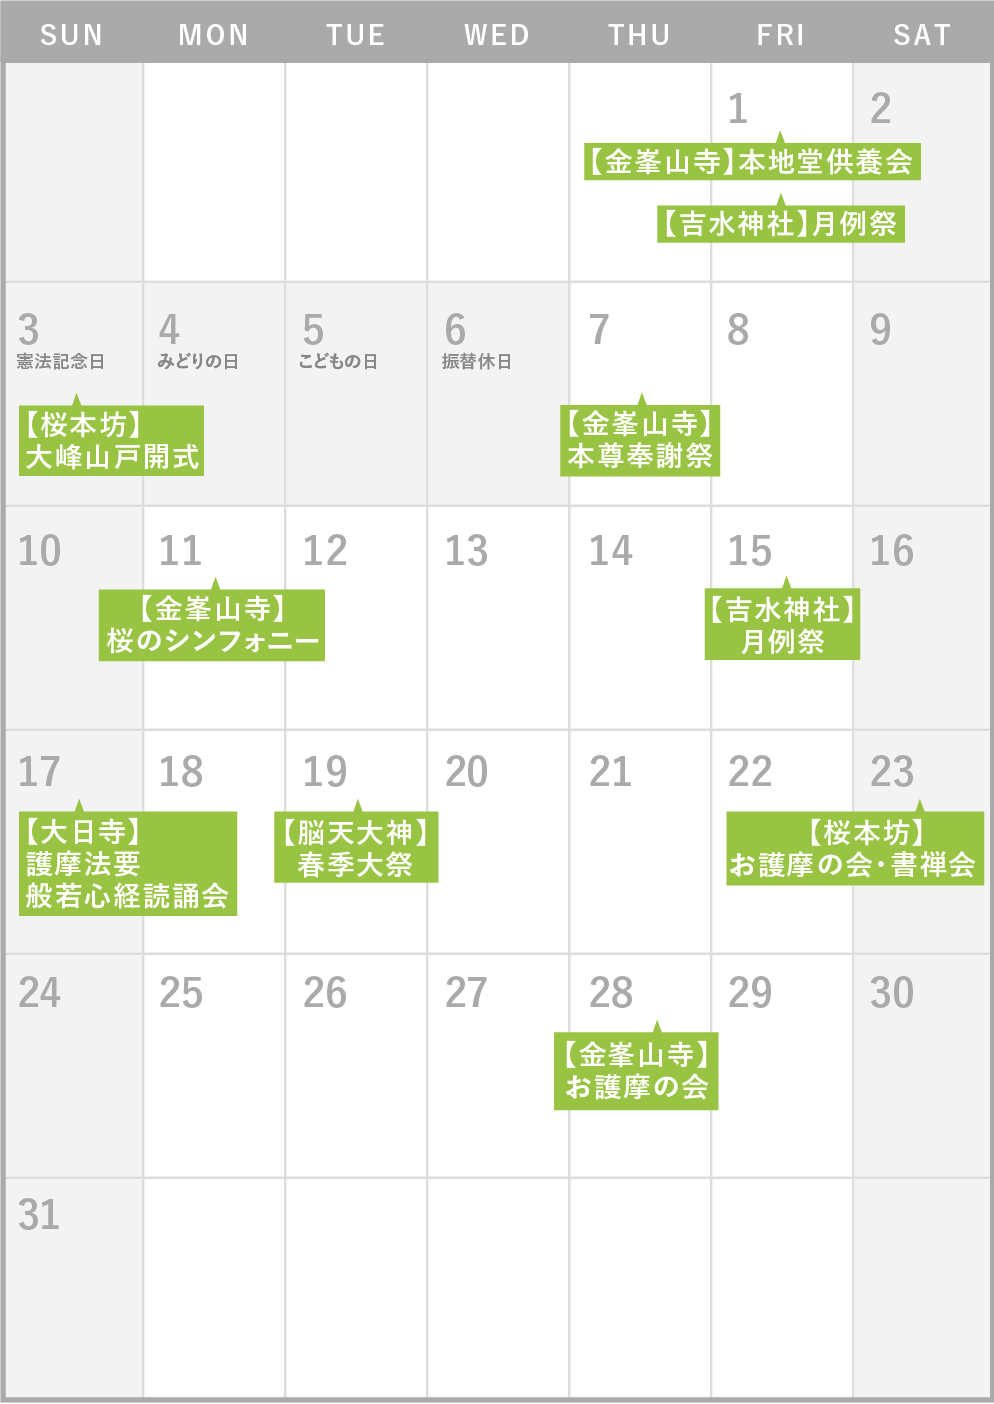 SUN MON TUE WED THU FRI SAT
1 2
【金峯山寺】本地堂供養会
【吉水神社】月例祭
3 4 5 6 7 8 9
憲法記念日 みどりの日 こどもの日 振替休日
【桜本坊】
大峰山戸開式
【金峯山寺】
本尊奉謝祭
10 11 12 13 14 15 16
【金峯山寺】
桜のシンフォニー
【吉水神社】
月例祭
17 18 19 20 21 22 23
【大日寺】
護摩法要
般若心経読誦会
【脳天大神】
春季大祭
【桜本坊】
お護摩の会・書禅会
24 25 26 27 28 29 30
【金峯山寺】
お護摩の会
31